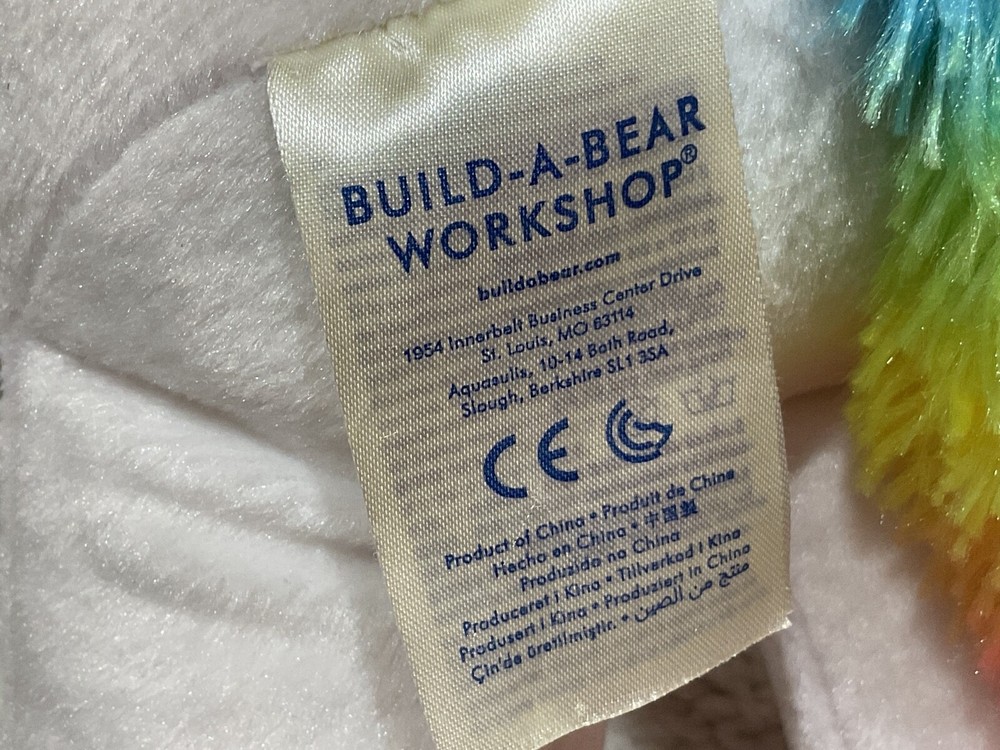 BUILD-A-BEAR
WORKSHOP®
buildabear.com
1954 Innerbelt Business Center Drive
St. Louis, MO 63114
Aquasulis, 10-14 Bath Road,
Slough, Berkshire SL1 3SA
CE
Product of China • Produit de Chine
Hecho en China • 中国製
Produzido na China
Produceret i Kina • Tillverkad i Kina
Produsert i Kina • Produziert in China
Çin'de üretilmiştir. • منتج من الصين